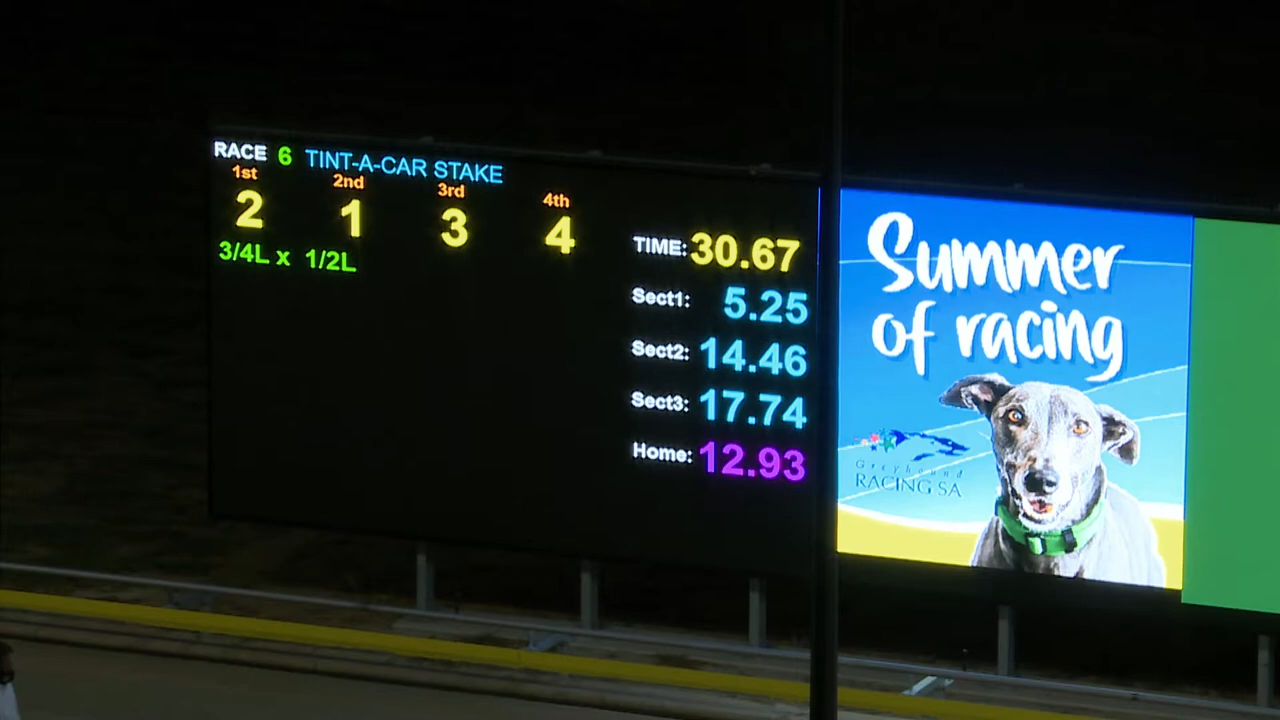 RACE 6 TINT-A-CAR STAKE
1st 2nd 3rd 4th
2 1 3 4
3/4L x 1/2L
TIME: 30.67
Sect1: 5.25
Sect2: 14.46
Sect3: 17.74
Home: 12.93
Summer
of racing
Greyhound
RACING SA